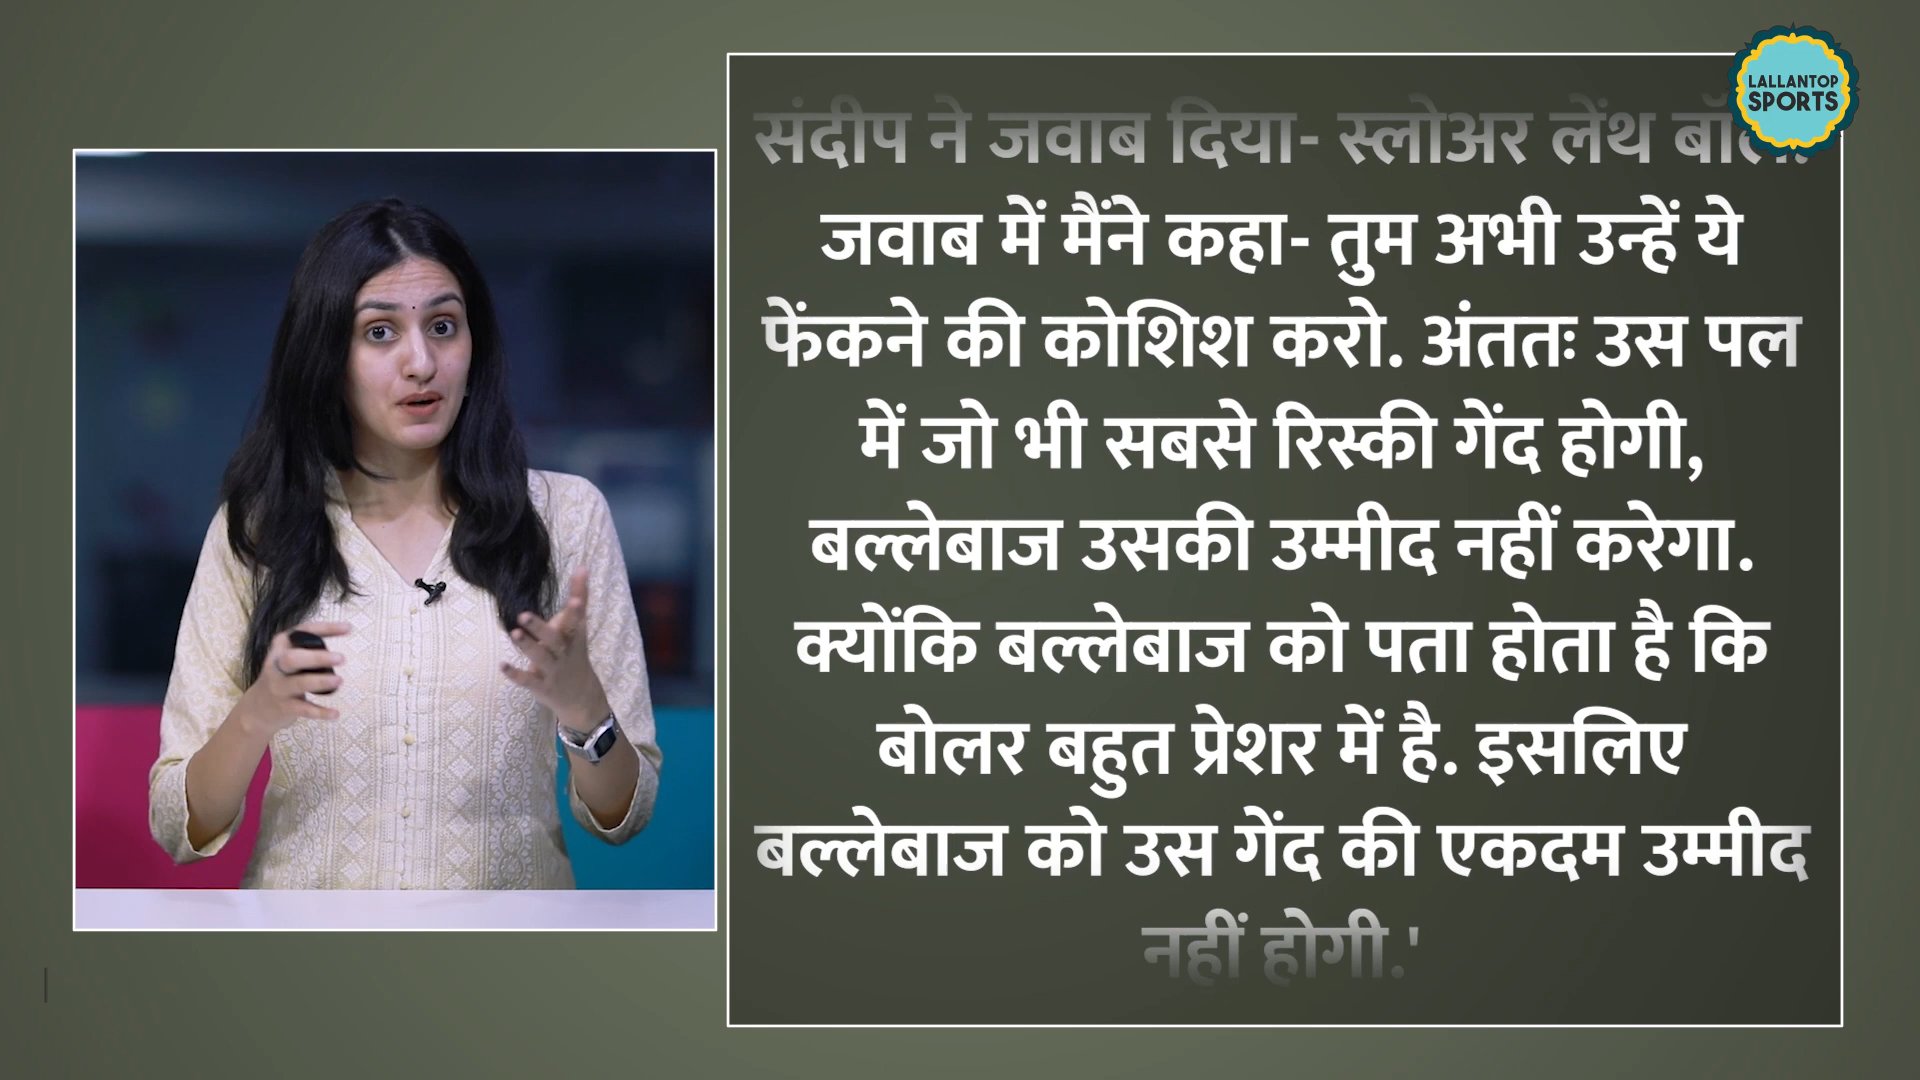 LALLANTOP
SPORTS
संदीप ने जवाब दिया- स्लोअर लेंथ
जवाब में मैंने कहा- तुम अभी उन्हें ये
फेंकने की कोशिश करो. अंततः उस पल
में जो भी सबसे रिस्की गेंद होगी,
बल्लेबाज उसकी उम्मीद नहीं करेगा.
क्योंकि बल्लेबाज को पता होता है कि
बोलर बहुत प्रेशर में है. इसलिए
बल्लेबाज को उस गेंद की एकदम उम्मीद
नहीं होगी.'